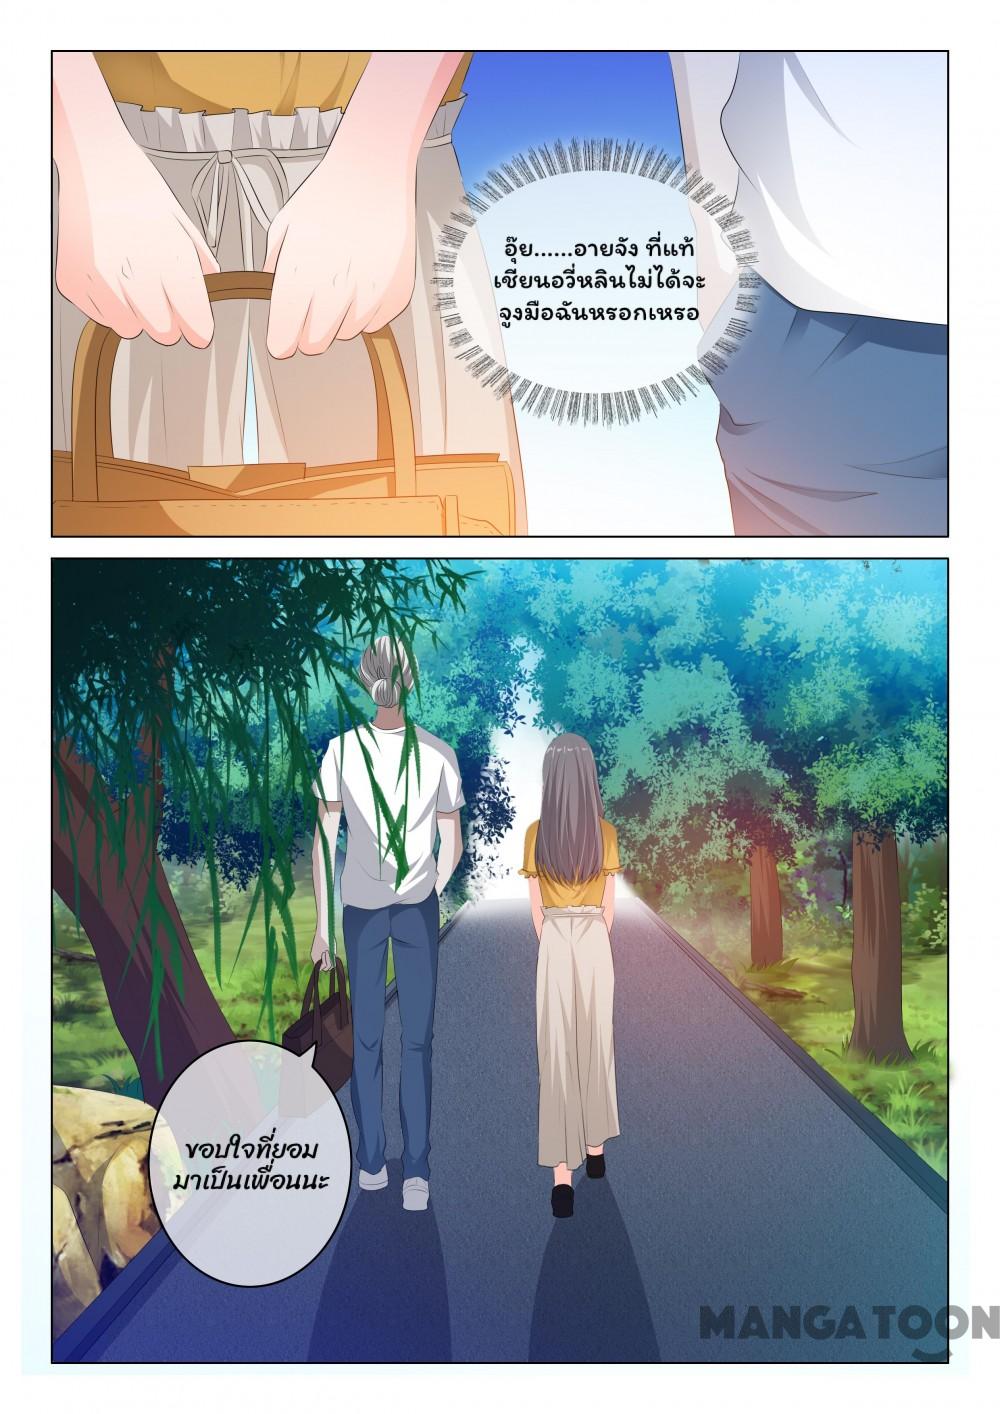 อุ๊ย......อายจัง ที่แท้
เซียนอวี่หลินไม่ได้จะ
จูงมือฉันหรอกเหรอ
ขอบใจที่ยอม
มาเป็นเพื่อนนะ
MANGATOON